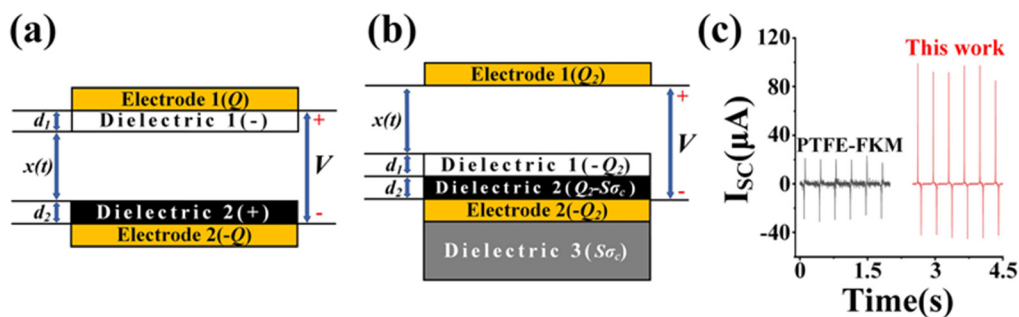 (a)
Electrode 1(Q)
d₁
Dielectric 1(-)
+
x(t)
V
d₂
Dielectric 2(+)
-
Electrode 2(-Q)
(b)
Electrode 1(Q₂)
+
x(t)
V
d₁
Dielectric 1(-Q₂)
d₂
Dielectric 2(Q₂-Sσc)
-
Electrode 2(-Q₂)
Dielectric 3(Sσc)
(c)
120
This work
80
PTFE-FKM
40
0
-40
ISC(μA)
0 1.5 3 4.5
Time(s)